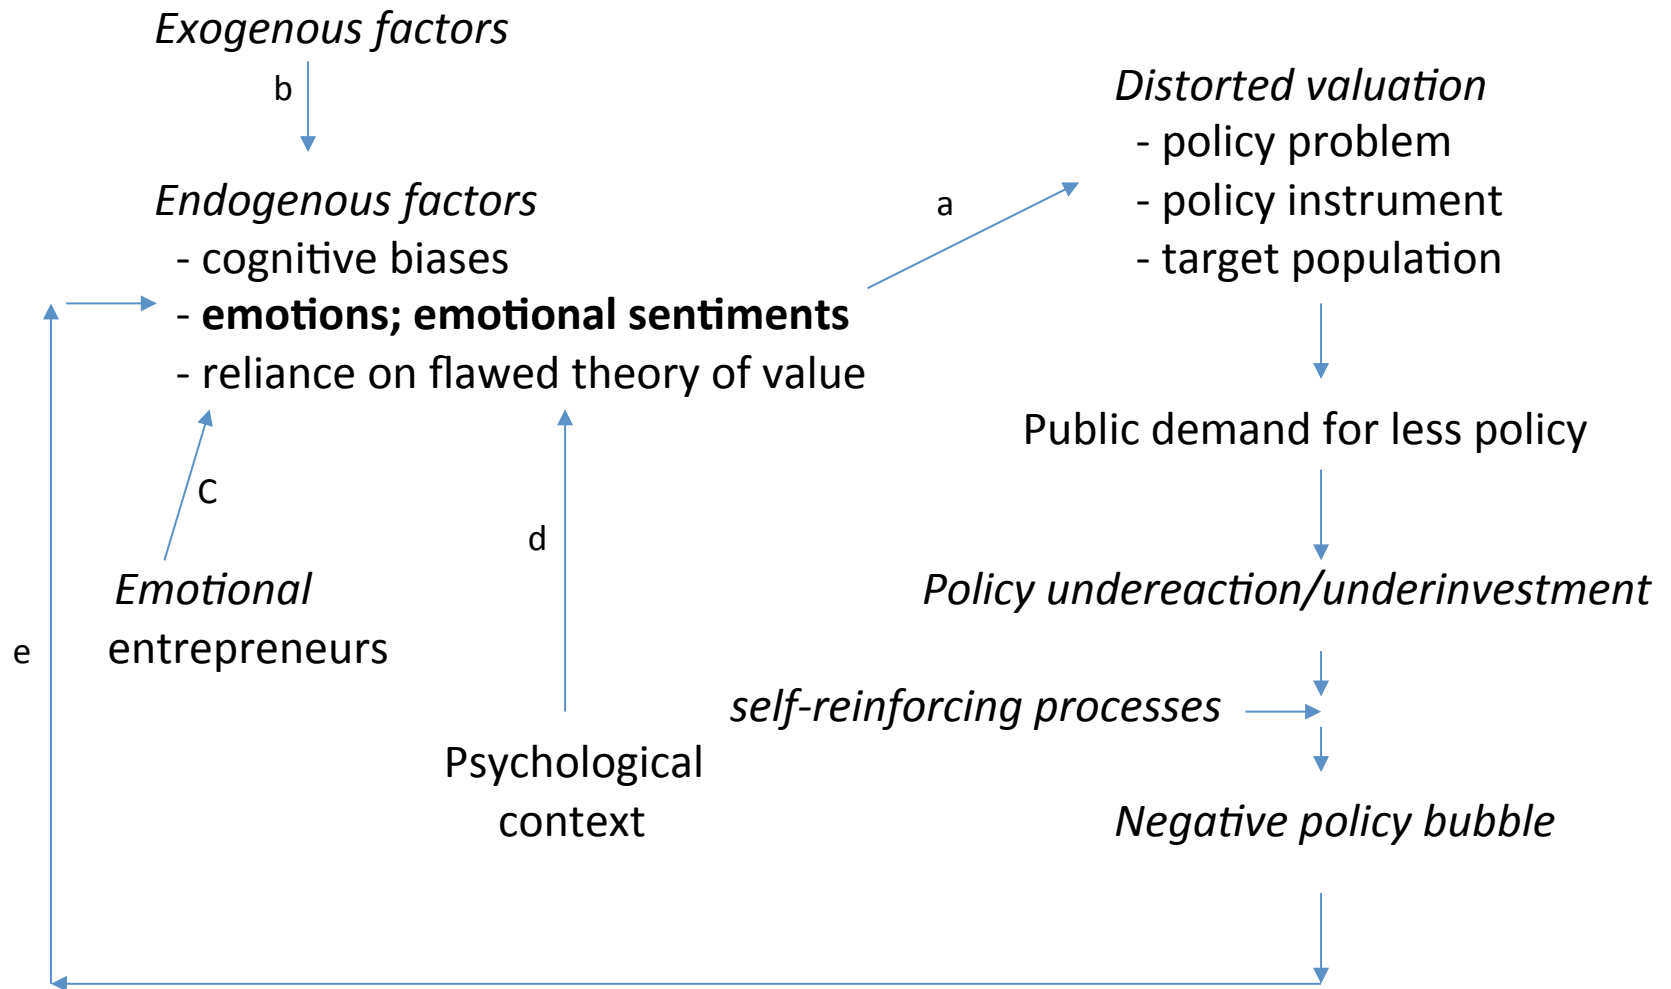 Exogenous factors
b
Endogenous factors
- cognitive biases
- emotions; emotional sentiments
- reliance on flawed theory of value
a
Distorted valuation
- policy problem
- policy instrument
- target population
Public demand for less policy
C
d
e
Emotional
entrepreneurs
Psychological
context
Policy undereaction/underinvestment
self-reinforcing processes
Negative policy bubble